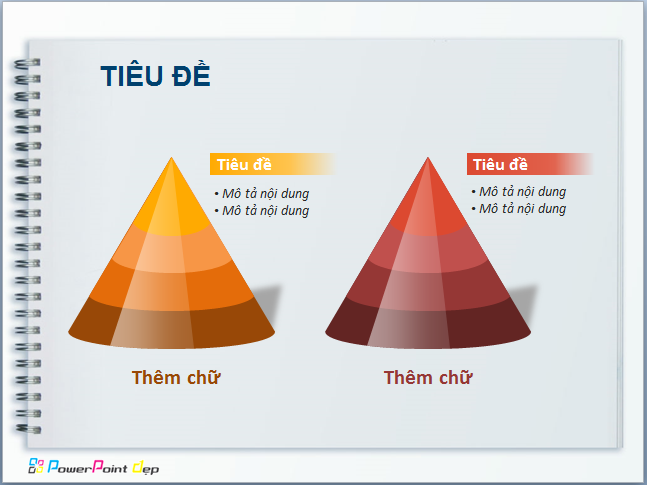 TIÊU ĐỀ
Tiêu đề
• Mô tả nội dung
• Mô tả nội dung
Thêm chữ
Tiêu đề
• Mô tả nội dung
• Mô tả nội dung
Thêm chữ
PowerPoint đẹp